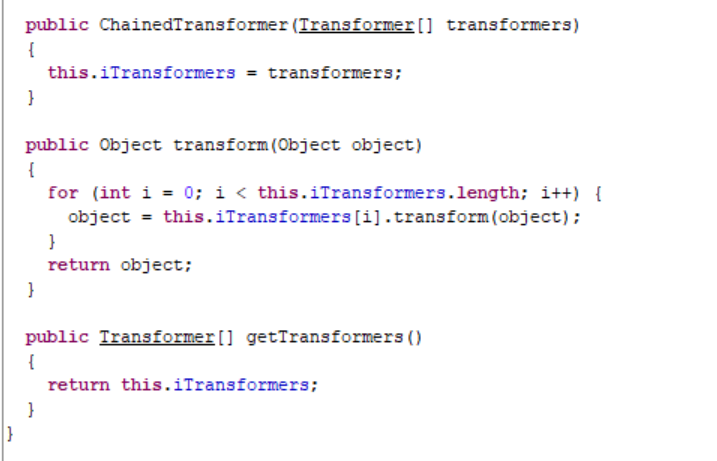 public ChainedTransformer(Transformer[] transformers)
{
this.iTransformers = transformers;
}
public Object transform(Object object)
{
for (int i = 0; i < this.iTransformers.length; i++) {
object = this.iTransformers[i].transform(object);
}
return object;
}
public Transformer[] getTransformers()
{
return this.iTransformers;
}
}